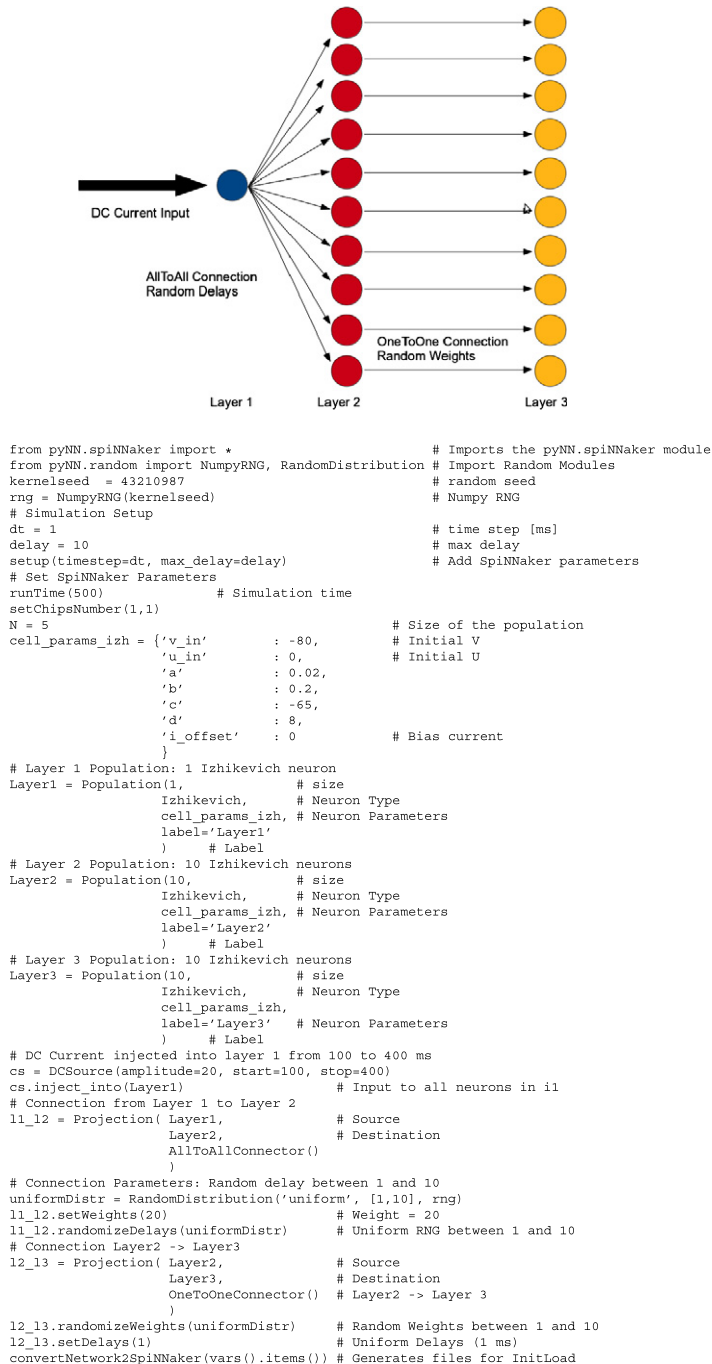 DC Current Input
AllToAll Connection
Random Delays
OneToOne Connection
Random Weights
Layer 1
Layer 2
Layer 3
from pyNN.spiNNaker import * # Imports the pyNN.spiNNaker module
from pyNN.random import NumpyRNG, RandomDistribution # Import Random Modules
kernelseed = 43210987 # random seed
rng = NumpyRNG(kernelseed) # Numpy RNG
# Simulation Setup
dt = 1 # time step [ms]
delay = 10 # max delay
setup(timestep=dt, max_delay=delay) # Add SpiNNaker parameters
# Set SpiNNaker Parameters
runTime(500) # Simulation time
setChipsNumber(1,1)
N = 5 # Size of the population
cell_params_izh = {’v_in’ : -80, # Initial V
’u_in’ : 0, # Initial U
’a’ : 0.02,
’b’ : 0.2,
’c’ : -65,
’d’ : 8,
’i_offset’ : 0 # Bias current
}
# Layer 1 Population: 1 Izhikevich neuron
Layer1 = Population(1, # size
Izhikevich, # Neuron Type
cell_params_izh, # Neuron Parameters
label=’Layer1’
) # Label
# Layer 2 Population: 10 Izhikevich neurons
Layer2 = Population(10, # size
Izhikevich, # Neuron Type
cell_params_izh, # Neuron Parameters
label=’Layer2’
) # Label
# Layer 3 Population: 10 Izhikevich neurons
Layer3 = Population(10, # size
Izhikevich, # Neuron Type
cell_params_izh,
label=’Layer3’ # Neuron Parameters
) # Label
# DC Current injected into layer 1 from 100 to 400 ms
cs = DCSource(amplitude=20, start=100, stop=400)
cs.inject_into(Layer1) # Input to all neurons in i1
# Connection from Layer 1 to Layer 2
l1_l2 = Projection( Layer1, # Source
Layer2, # Destination
AllToAllConnector()
)
# Connection Parameters: Random delay between 1 and 10
uniformDistr = RandomDistribution(’uniform’, [1,10], rng)
l1_l2.setWeights(20) # Weight = 20
l1_l2.randomizeDelays(uniformDistr) # Uniform RNG between 1 and 10
# Connection Layer2 -> Layer3
l2_l3 = Projection( Layer2, # Source
Layer3, # Destination
OneToOneConnector() # Layer2 -> Layer 3
)
l2_l3.randomizeWeights(uniformDistr) # Random Weights between 1 and 10
l2_l3.setDelays(1) # Uniform Delays (1 ms)
convertNetwork2SpiNNaker(vars().items()) # Generates files for InitLoad